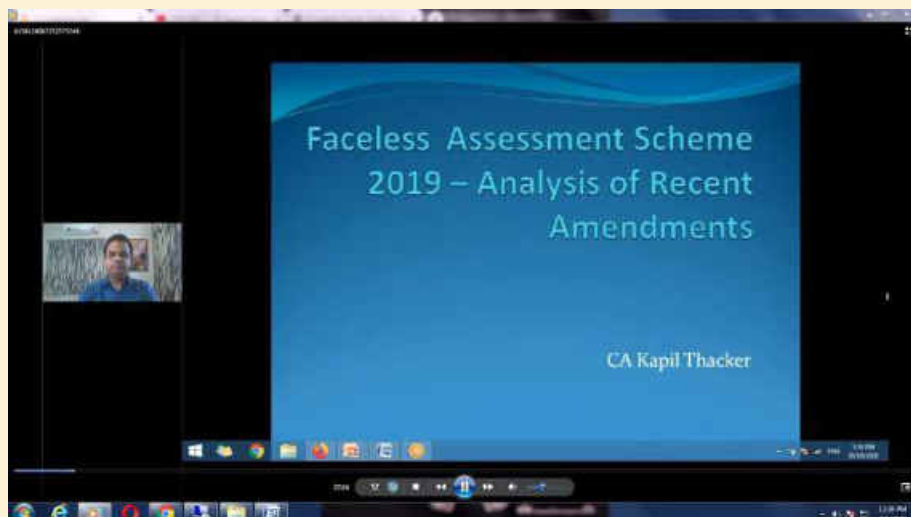 Faceless Assessment Scheme
2019 – Analysis of Recent
Amendments
CA Kapil Thacker